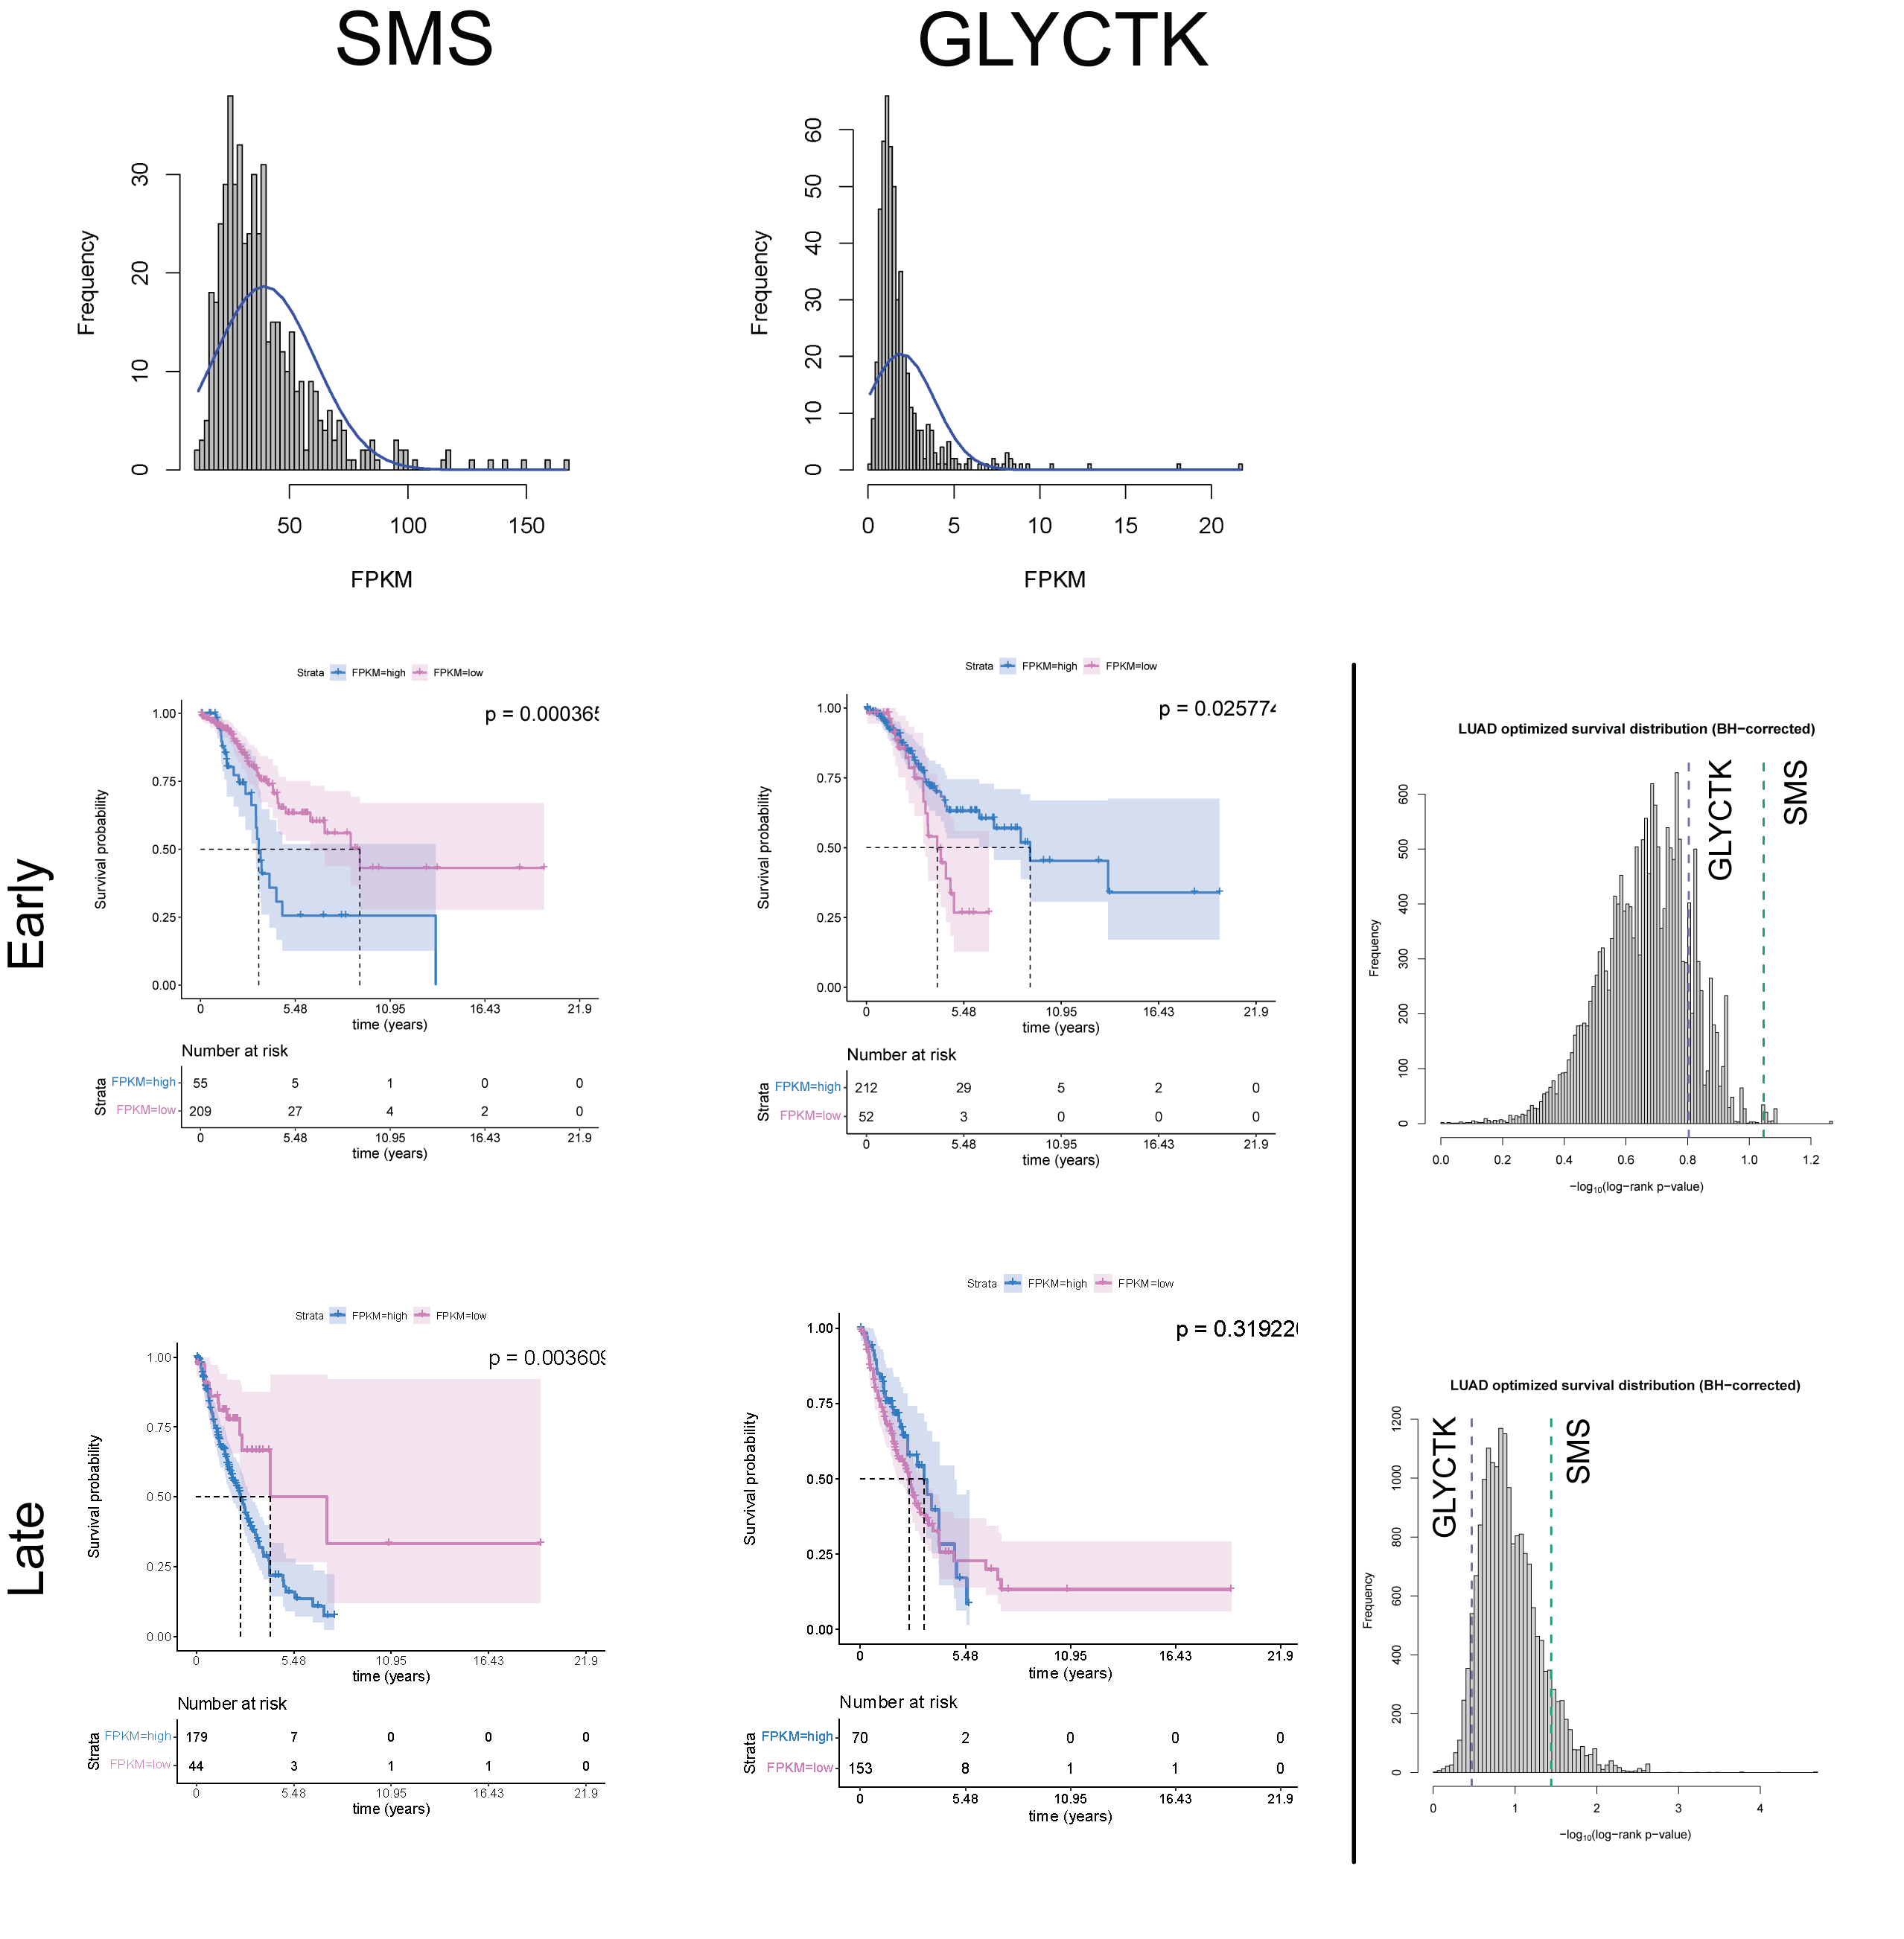 SMS
GLYCTK
Frequency
0 10 20 30
50 100 150
FPKM
Frequency
0 10 20 30 40 50 60
0 5 10 15 20
FPKM
Early
Strata FPKM=high FPKM=low
p = 0.000365
Survival probability
1.00
0.75
0.50
0.25
0.00
0 5.48 10.95 16.43 21.9
time (years)
Number at risk
Strata
FPKM=high 55 5 1 0 0
FPKM=low 209 27 4 2 0
0 5.48 10.95 16.43 21.9
time (years)
Strata FPKM=high FPKM=low
p = 0.025774
Survival probability
1.00
0.75
0.50
0.25
0.00
0 5.48 10.95 16.43 21.9
time (years)
Number at risk
Strata
FPKM=high 212 29 5 2 0
FPKM=low 52 3 0 0 0
0 5.48 10.95 16.43 21.9
time (years)
LUAD optimized survival distribution (BH−corrected)
GLYCTK
SMS
Frequency
0 100 200 300 400 500 600
0.0 0.2 0.4 0.6 0.8 1.0 1.2
−log₁₀(log−rank p−value)
Late
Strata FPKM=high FPKM=low
p = 0.003609
Survival probability
1.00
0.75
0.50
0.25
0.00
0 5.48 10.95 16.43 21.9
time (years)
Number at risk
Strata
FPKM=high 179 7 0 0 0
FPKM=low 44 3 1 1 0
0 5.48 10.95 16.43 21.9
time (years)
Strata FPKM=high FPKM=low
p = 0.31922
Survival probability
1.00
0.75
0.50
0.25
0.00
0 5.48 10.95 16.43 21.9
time (years)
Number at risk
Strata
FPKM=high 70 2 0 0 0
FPKM=low 153 8 1 1 0
0 5.48 10.95 16.43 21.9
time (years)
LUAD optimized survival distribution (BH−corrected)
GLYCTK
SMS
Frequency
0 200 400 600 800 1000 1200
0 1 2 3 4
−log₁₀(log−rank p−value)